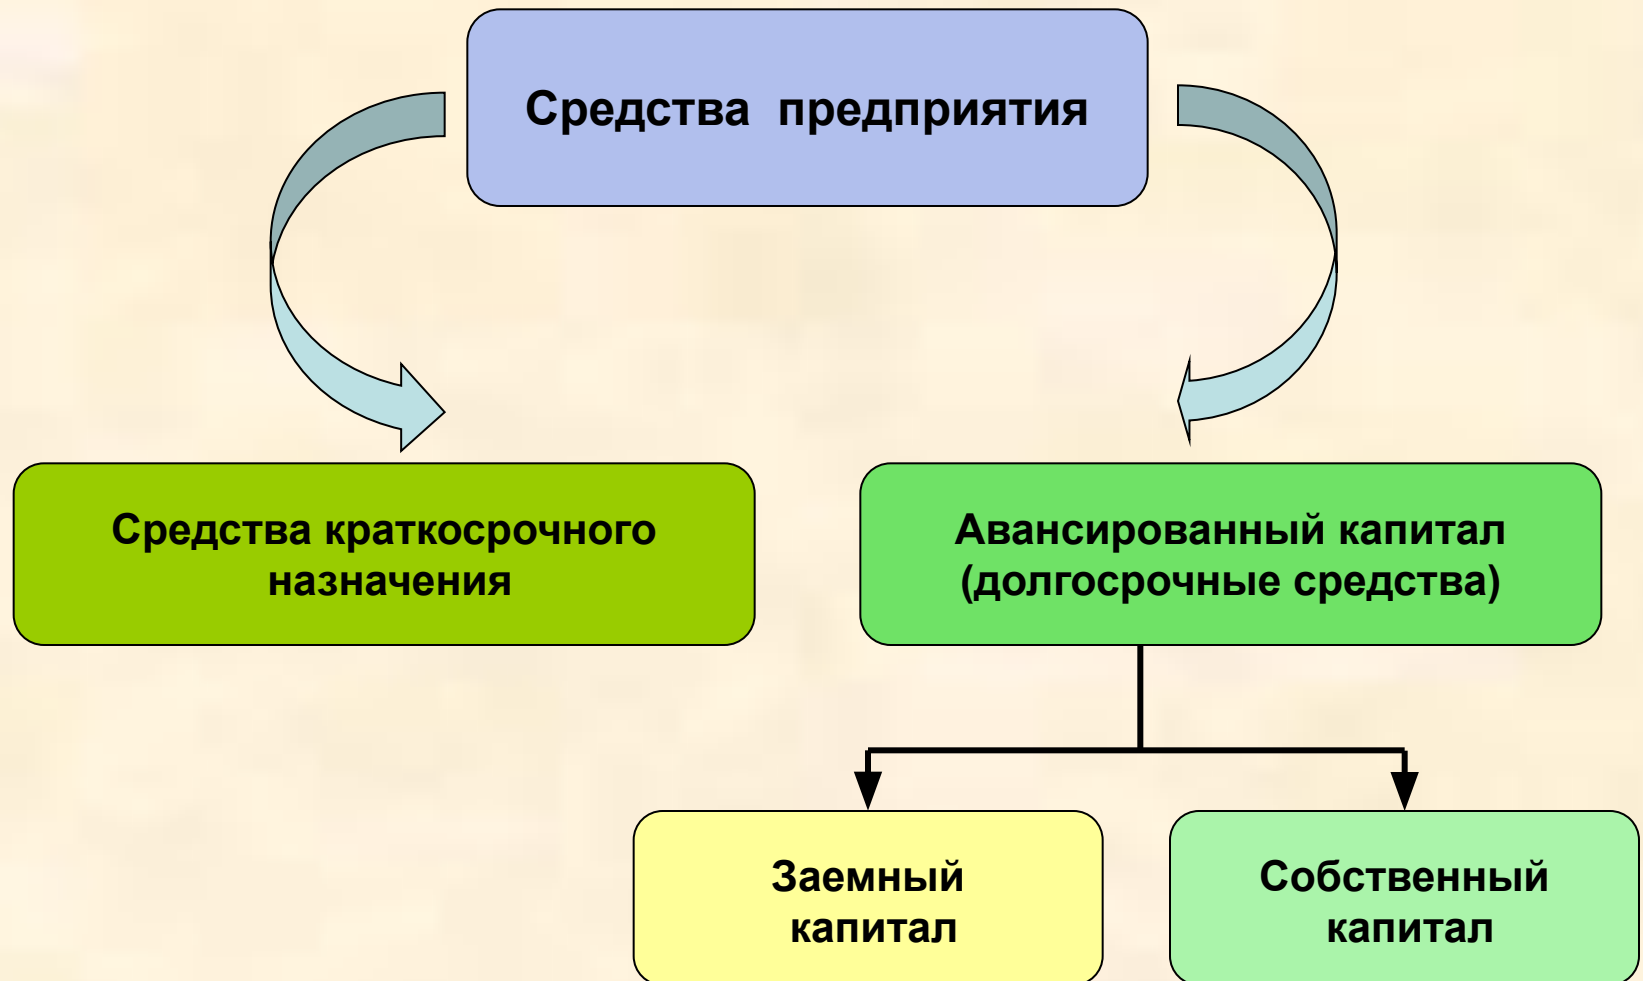 Средства предприятия
Средства краткосрочного
назначения
Авансированный капитал
(долгосрочные средства)
Заемный
капитал
Собственный
капитал